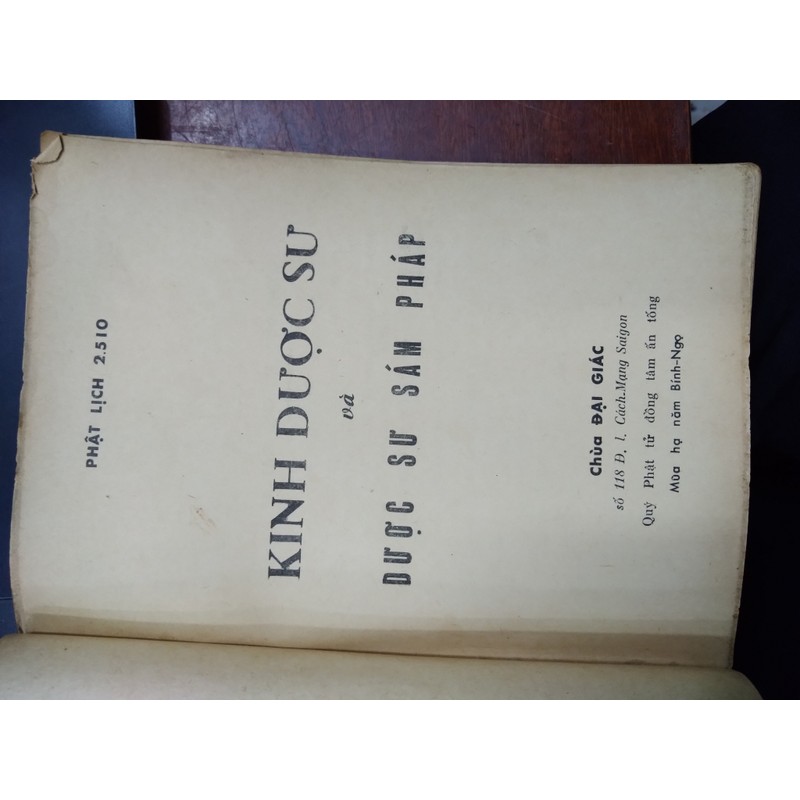 PHẬT LỊCH 2.510
KINH DƯỢC SƯ
và
DƯỢC SƯ SÁM PHÁP
Chùa ĐẠI GIÁC
số 118 Đ, l, Cách.Mạng Saigon
Quý Phật tử đồng tâm ấn tống
Mùa hạ năm Bính-Ngọ